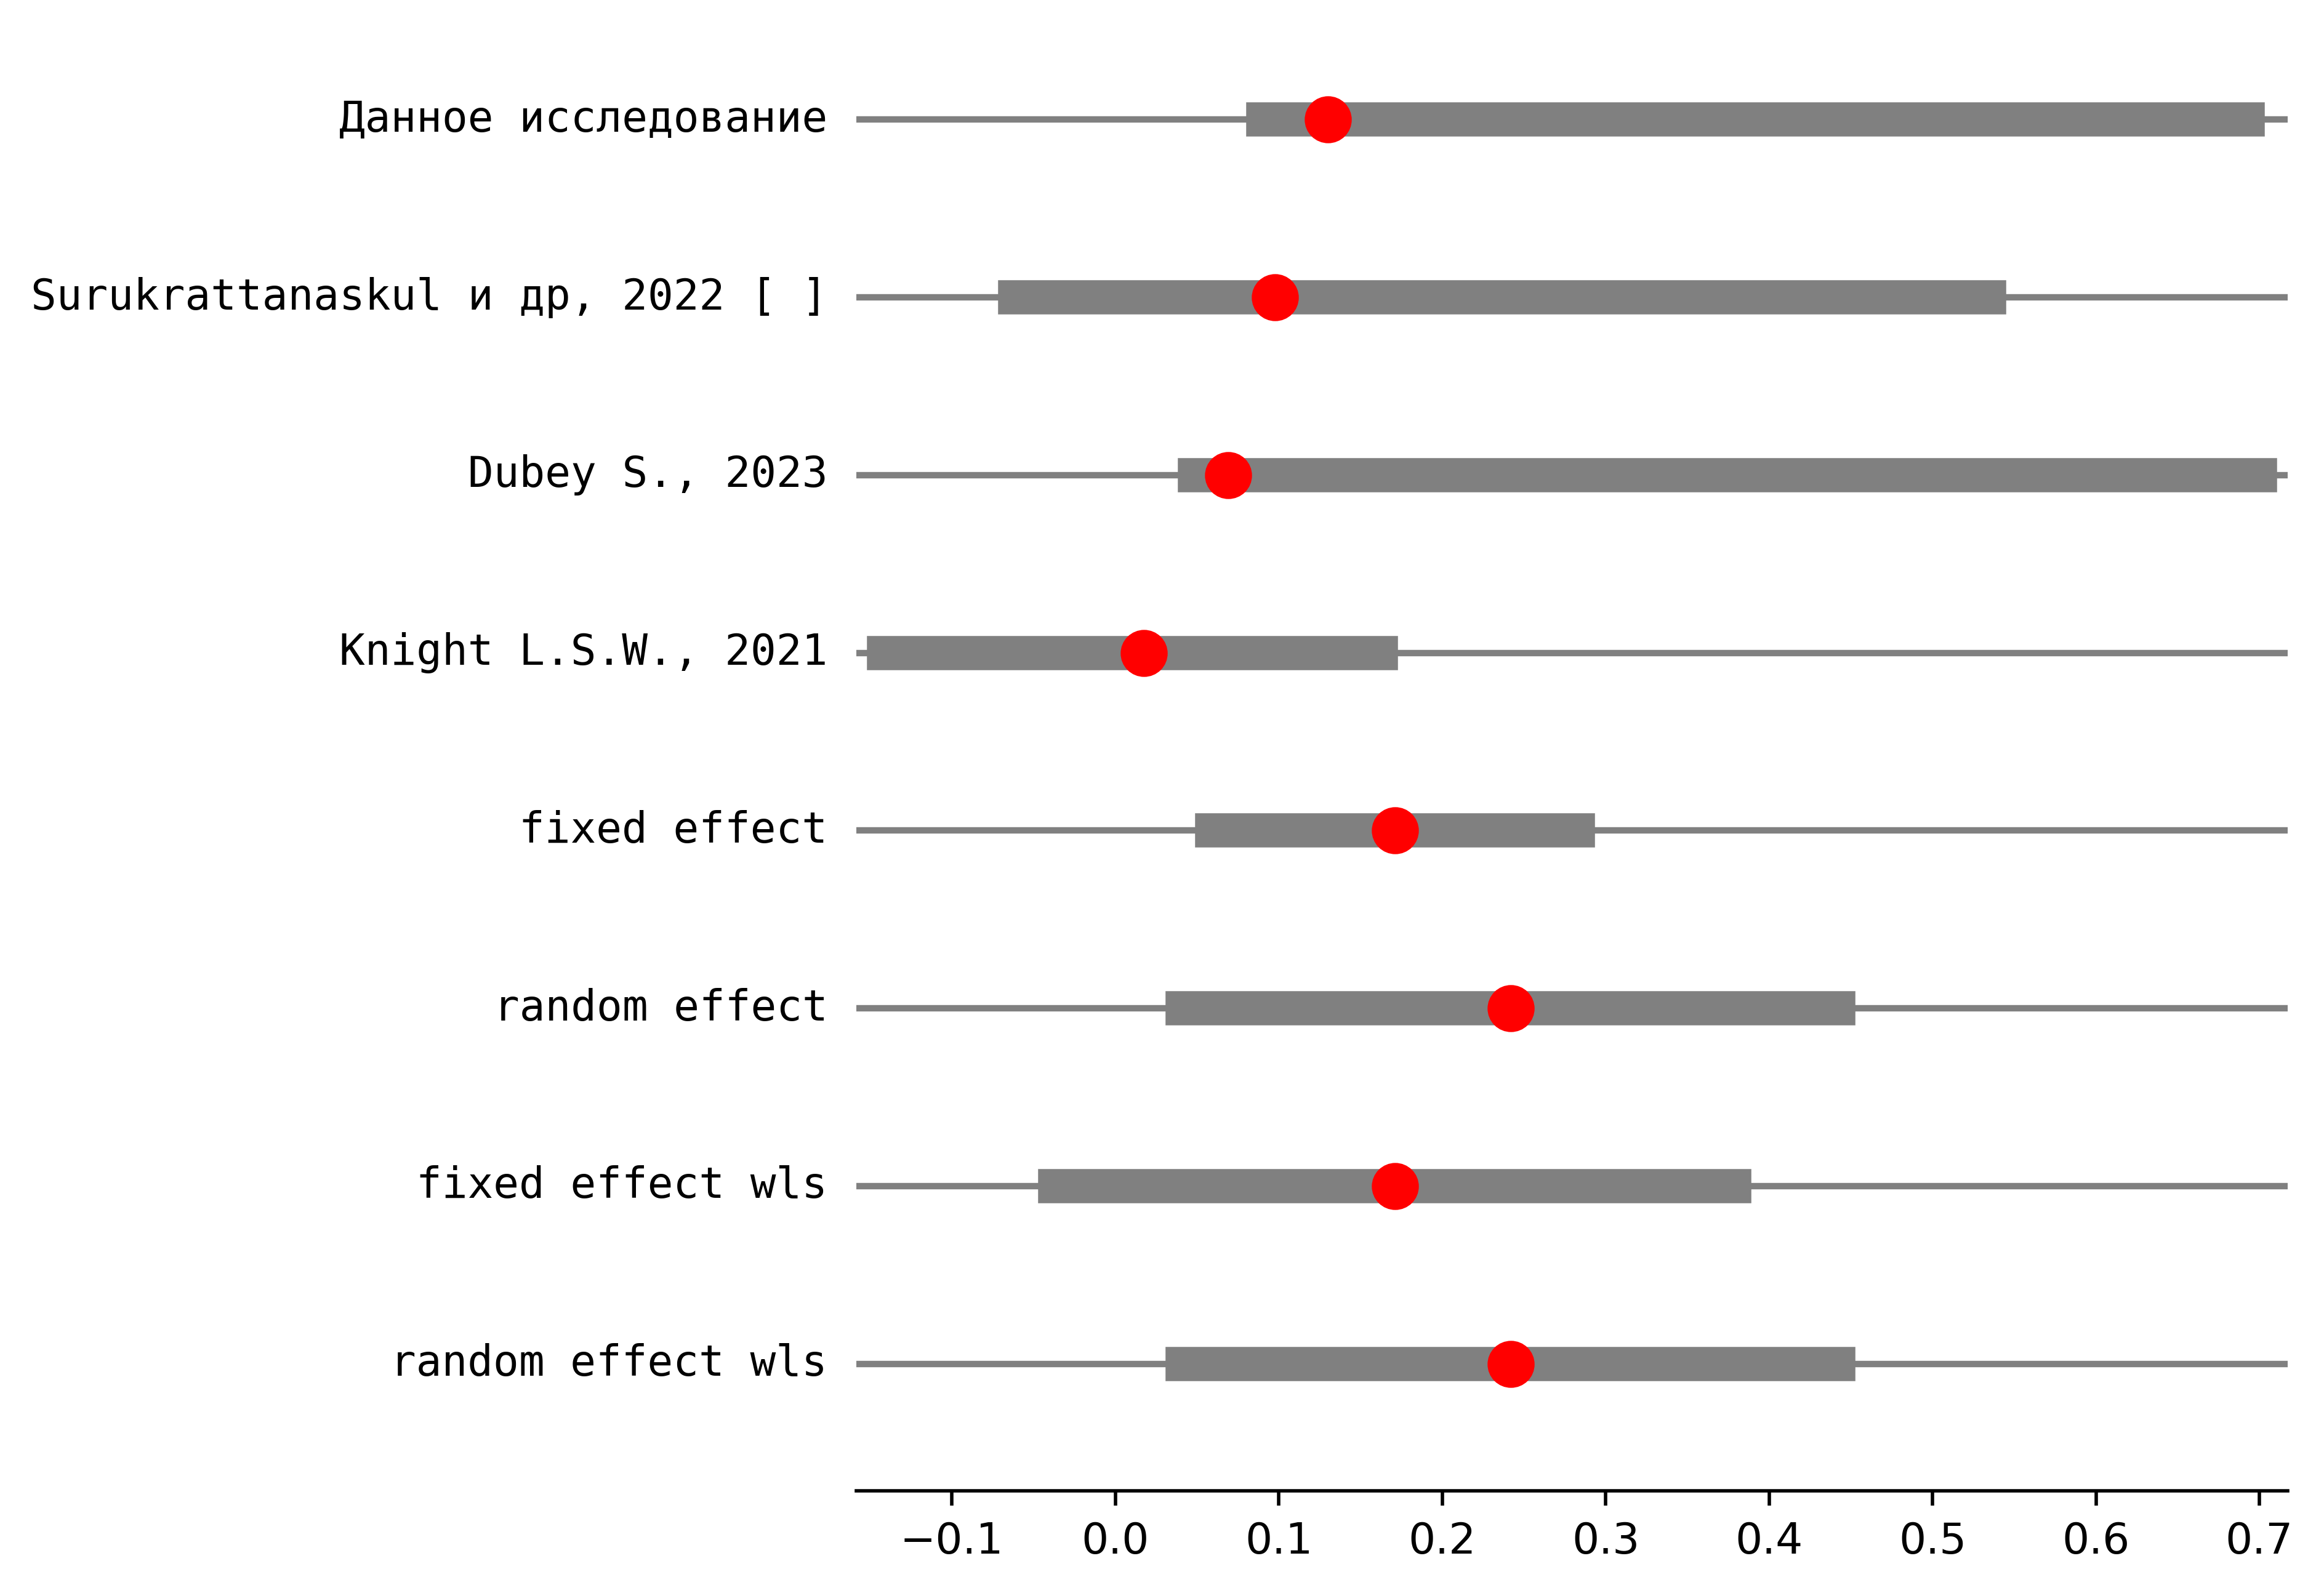 Данное исследование
Surukrattanaskul и др, 2022 [ ]
Dubey S., 2023
Knight L.S.W., 2021
fixed effect
random effect
fixed effect wls
random effect wls
−0.1 0.0 0.1 0.2 0.3 0.4 0.5 0.6 0.7